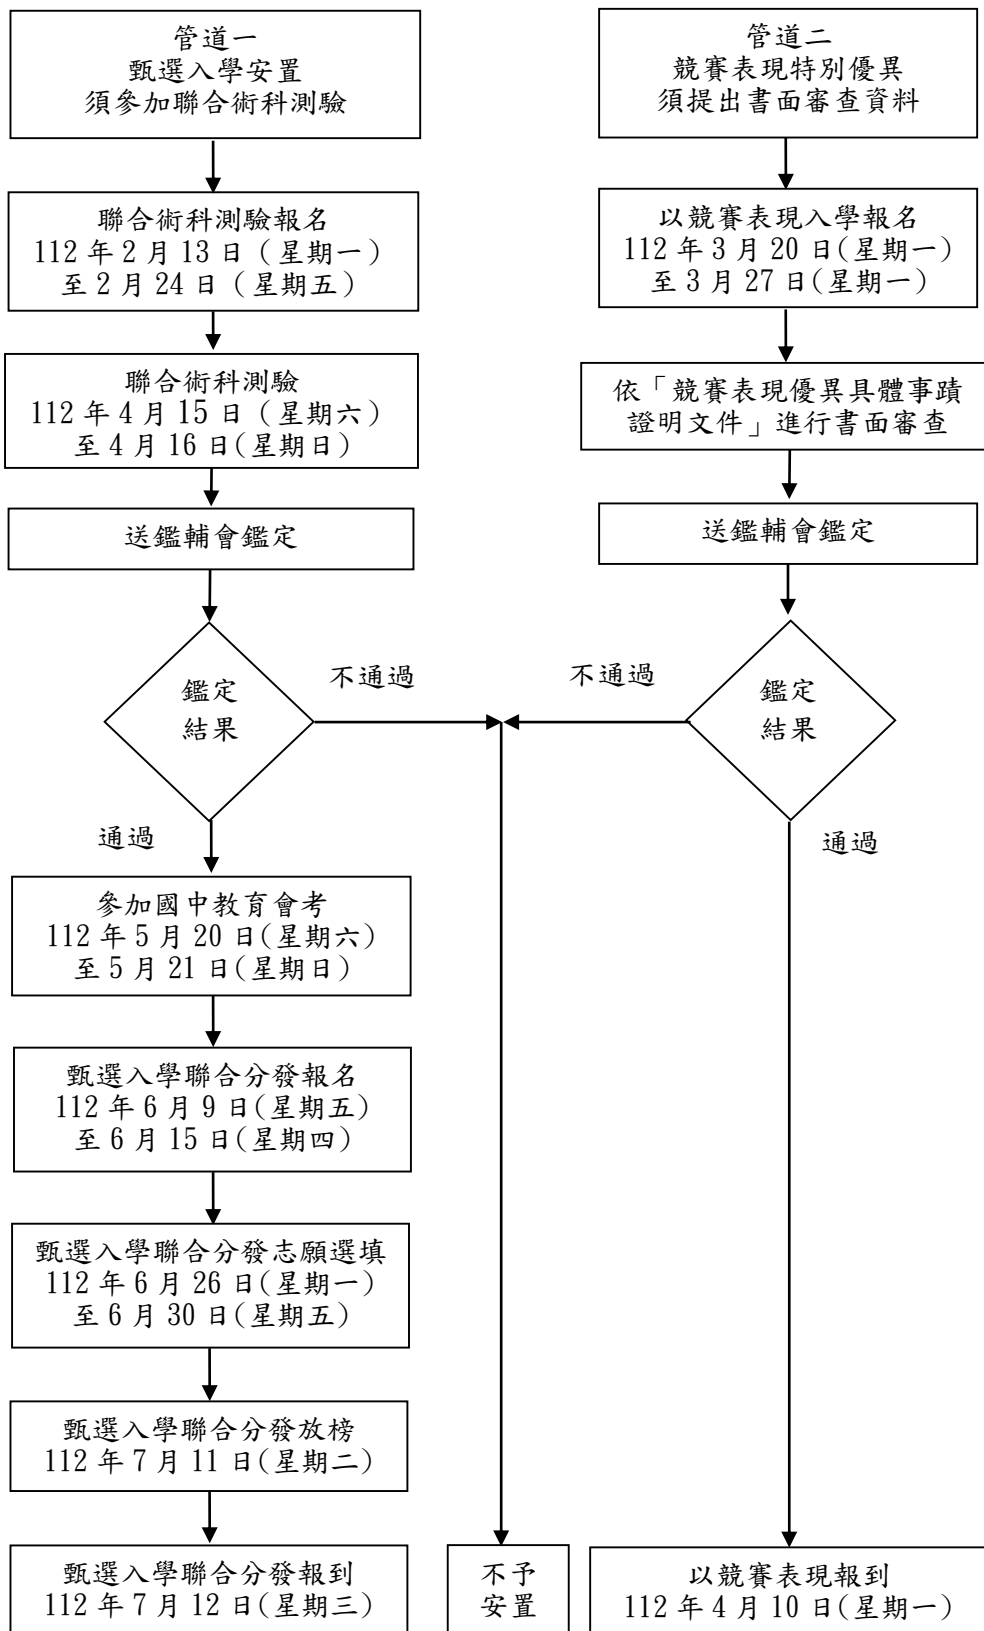 管道一
甄選入學安置
須參加聯合術科測驗
聯合術科測驗報名
112 年 2 月 13 日（星期一）
至 2 月 24 日（星期五）
聯合術科測驗
112 年 4 月 15 日（星期六）
至 4 月 16 日(星期日)
送鑑輔會鑑定
鑑定
結果
不通過
通過
參加國中教育會考
112 年 5 月 20 日(星期六)
至 5 月 21 日(星期日)
甄選入學聯合分發報名
112 年 6 月 9 日(星期五)
至 6 月 15 日(星期四)
甄選入學聯合分發志願選填
112 年 6 月 26 日(星期一)
至 6 月 30 日(星期五)
甄選入學聯合分發放榜
112 年 7 月 11 日(星期二)
甄選入學聯合分發報到
112 年 7 月 12 日(星期三)
管道二
競賽表現特別優異
須提出書面審查資料
以競賽表現入學報名
112 年 3 月 20 日(星期一)
至 3 月 27 日(星期一)
依「競賽表現優異具體事蹟
證明文件」進行書面審查
送鑑輔會鑑定
鑑定
結果
不通過
通過
不予
安置
以競賽表現報到
112 年 4 月 10 日(星期一)